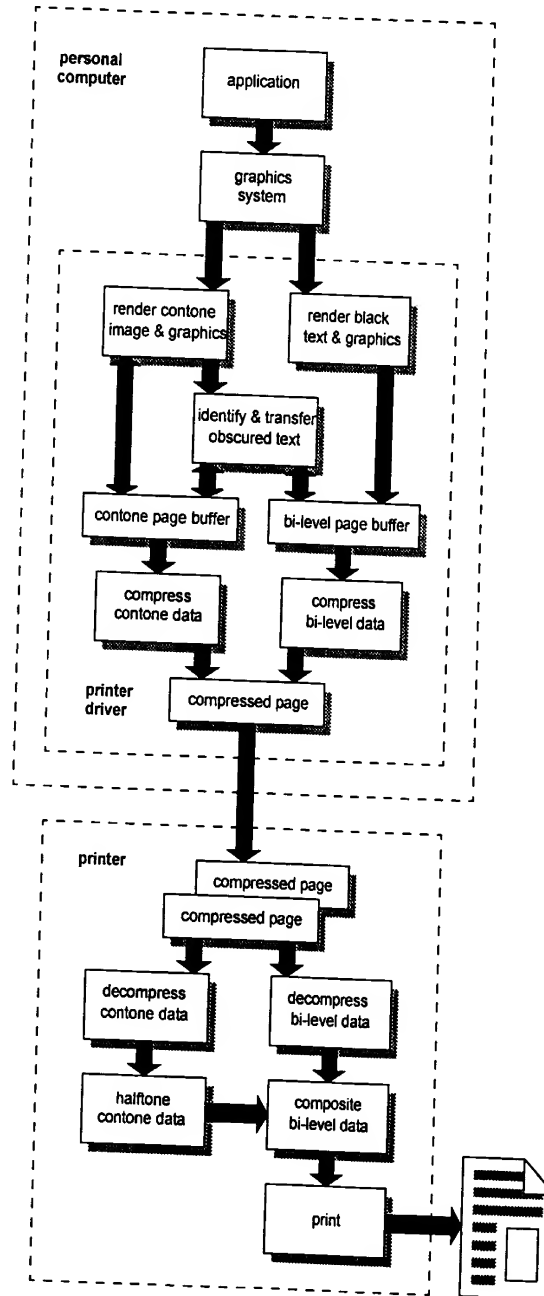 personal
computer
application
graphics
system
render contone
image & graphics
render black
text & graphics
identify & transfer
obscured text
contone page buffer
bi-level page buffer
compress
contone data
compress
bi-level data
printer
driver
compressed page
printer
compressed page
compressed page
decompress
contone data
decompress
bi-level data
halftone
contone data
composite
bi-level data
print